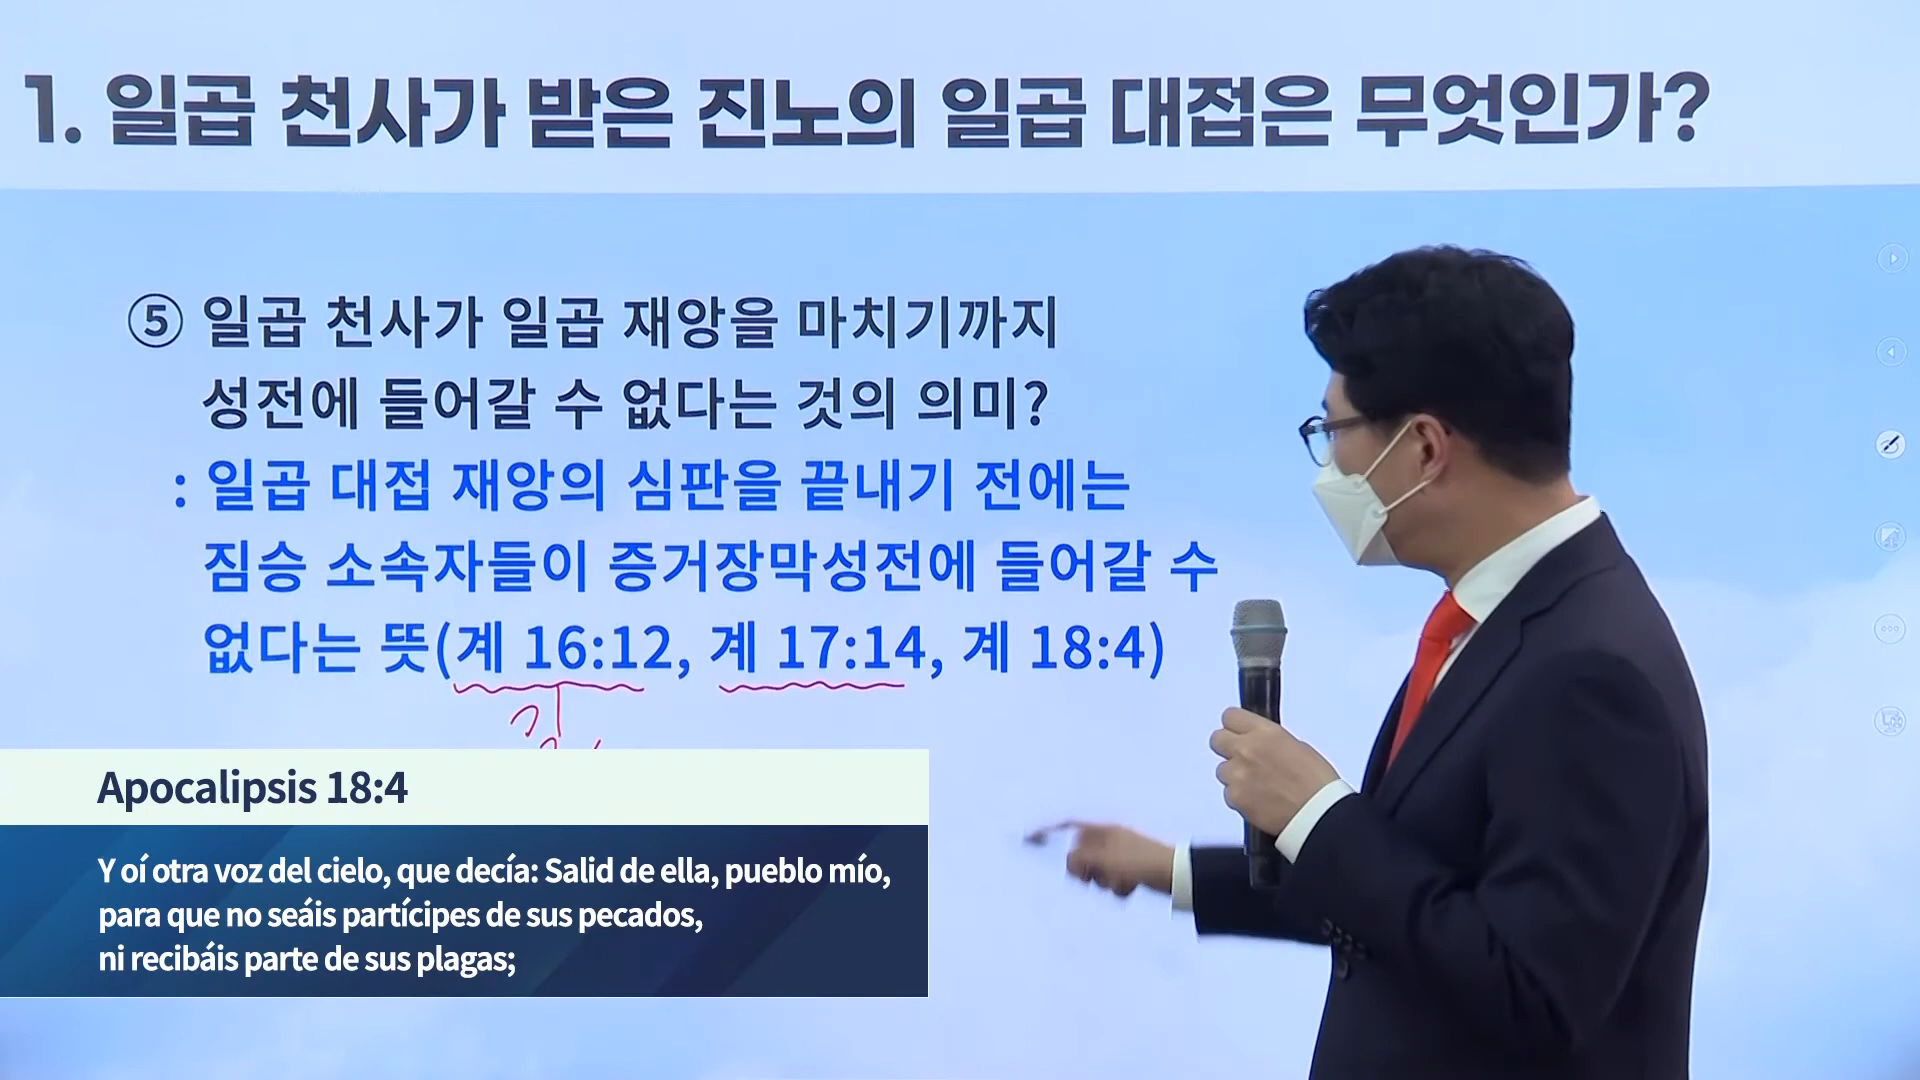 1. 일곱 천사가 받은 진노의 일곱 대접은 무엇인가?
⑤ 일곱 천사가 일곱 재앙을 마치기까지
성전에 들어갈 수 없다는 것의 의미?
: 일곱 대접 재앙의 심판을 끝내기 전에는
짐승 소속자들이 증거장막성전에 들어갈 수
없다는 뜻(계 16:12, 계 17:14, 계 18:4)
Apocalipsis 18:4
Y oí otra voz del cielo, que decía: Salid de ella, pueblo mío,
para que no seáis partícipes de sus pecados,
ni recibáis parte de sus plagas;